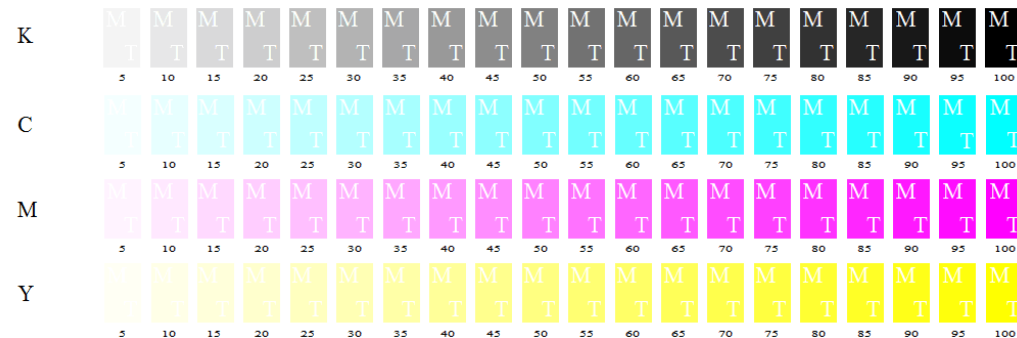 K M T M T M T M T M T M T M T M T M T M T M T M T M T M T M T M T M T M T M T M T
5 10 15 20 25 30 35 40 45 50 55 60 65 70 75 80 85 90 95 100
C M T M T M T M T M T M T M T M T M T M T M T M T M T M T M T M T M T M T M T M T
5 10 15 20 25 30 35 40 45 50 55 60 65 70 75 80 85 90 95 100
M M T M T M T M T M T M T M T M T M T M T M T M T M T M T M T M T M T M T M T M T
5 10 15 20 25 30 35 40 45 50 55 60 65 70 75 80 85 90 95 100
Y M T M T M T M T M T M T M T M T M T M T M T M T M T M T M T M T M T M T M T M T
5 10 15 20 25 30 35 40 45 50 55 60 65 70 75 80 85 90 95 100